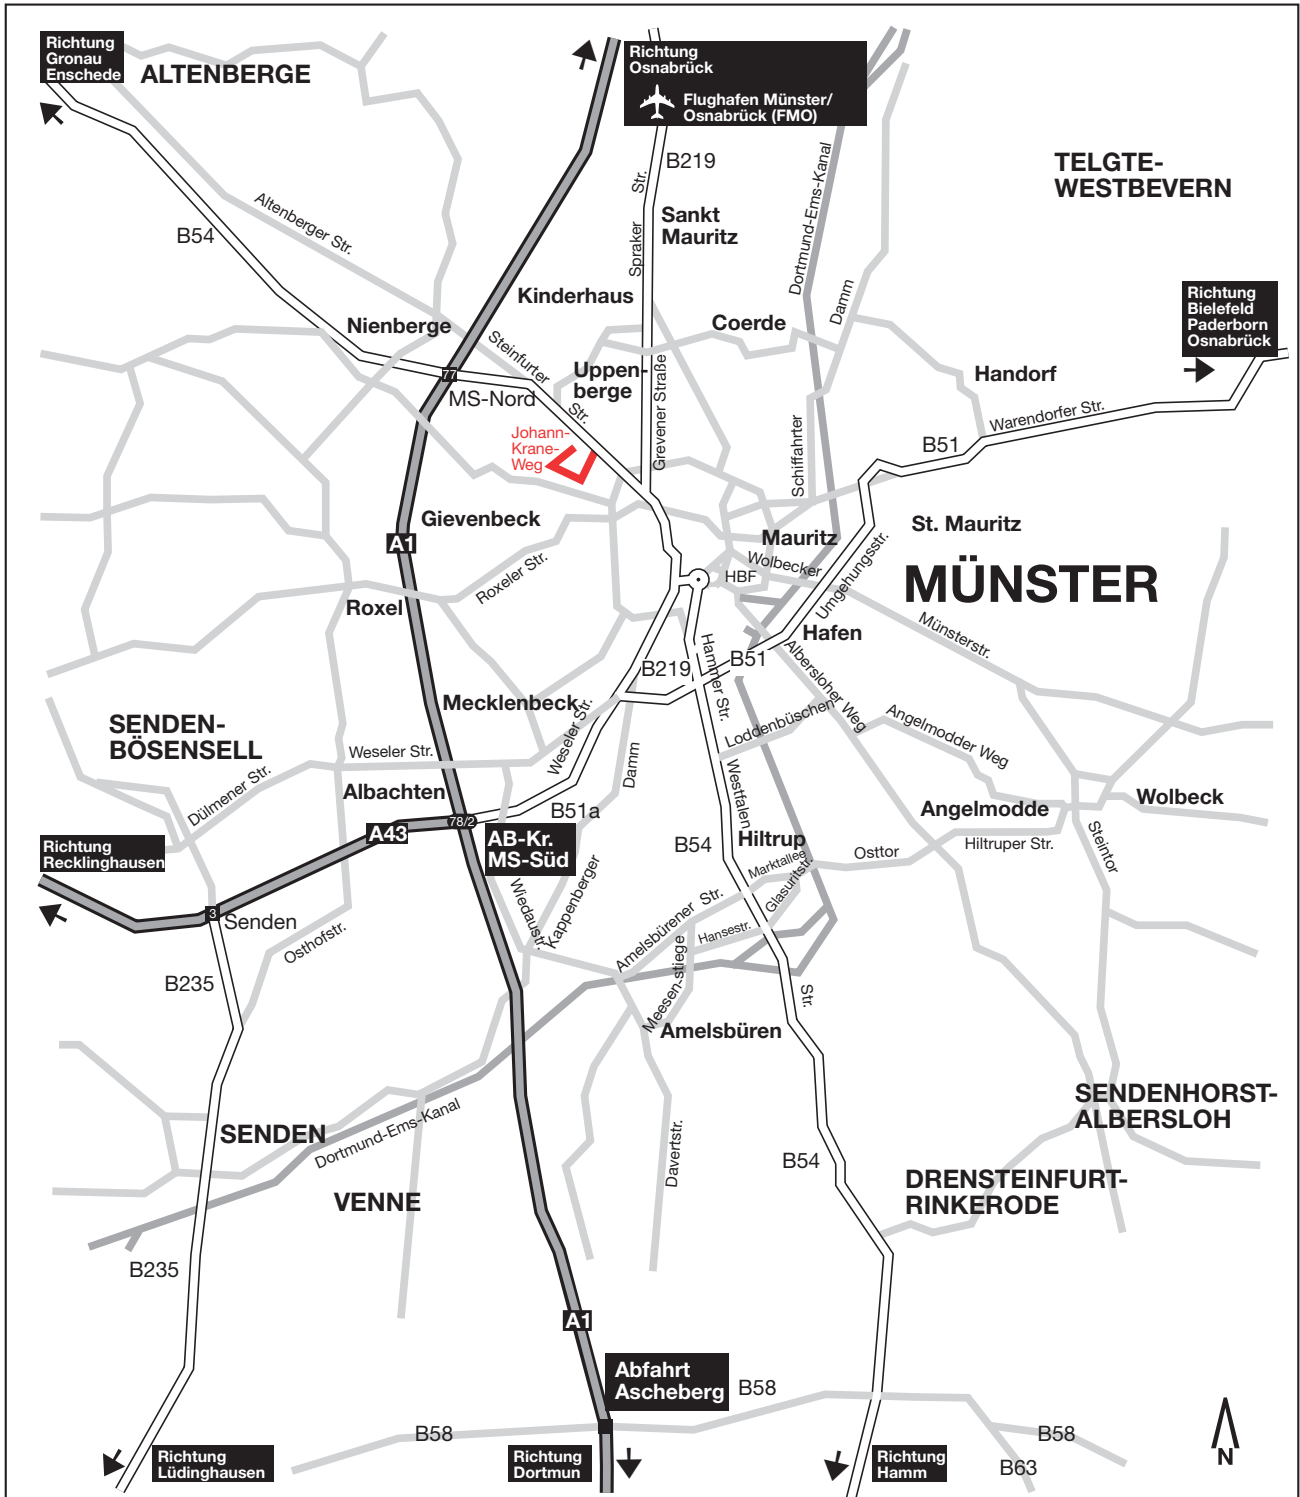 Richtung
Gronau
Enschede
ALTENBERGE
Richtung
Osnabrück
Flughafen Münster/
Osnabrück (FMO)
B219
TELGTE-
WESTBEVERN
Dortmund-Ems-Kanal
Altenberger Str.
B54
Spraker Str.
Sankt
Mauritz
Kinderhaus
Nienberge
Coerde
Damm
Richtung
Bielefeld
Paderborn
Osnabrück
Steinfurter Str.
Uppen-
berge
Handorf
77
MS-Nord
Grevener Straße
Warendorfer Str.
B51
Johann-
Krane-
Weg
Schiffahrter
Gievenbeck
A1
Mauritz
St. Mauritz
Wolbecker
HBF
Umgehungsstr.
MÜNSTER
Roxeler Str.
Roxel
Hafen
Münsterstr.
Hammer Str.
B219
B51
Albersloher Weg
Mecklenbeck
SENDEN-
BÖSENSELL
Weseler Str.
Weseler Str.
Loddenbüschen
Angelmodder Weg
Damm
Dülmener Str.
Albachten
Westfalen
B51a
Angelmodde
Wolbeck
78/2
A43
AB-Kr.
MS-Süd
B54
Hiltrup
Richtung
Recklinghausen
Marktallee
Osttor
Hiltruper Str.
Steintor
Glasuritstr.
Wiedaustr.
Kappenberger
3
Senden
Osthofstr.
Amelsbürener Str.
Hansestr.
B235
Meesen-stiege
Str.
Amelsbüren
SENDENHORST-
ALBERSLOH
SENDEN
Dortmund-Ems-Kanal
Davertstr.
B54
VENNE
DRENSTEINFURT-
RINKERODE
B235
A1
Abfahrt
Ascheberg
B58
B58
B58
B63
Richtung
Lüdinghausen
Richtung
Dortmun
Richtung
Hamm
N